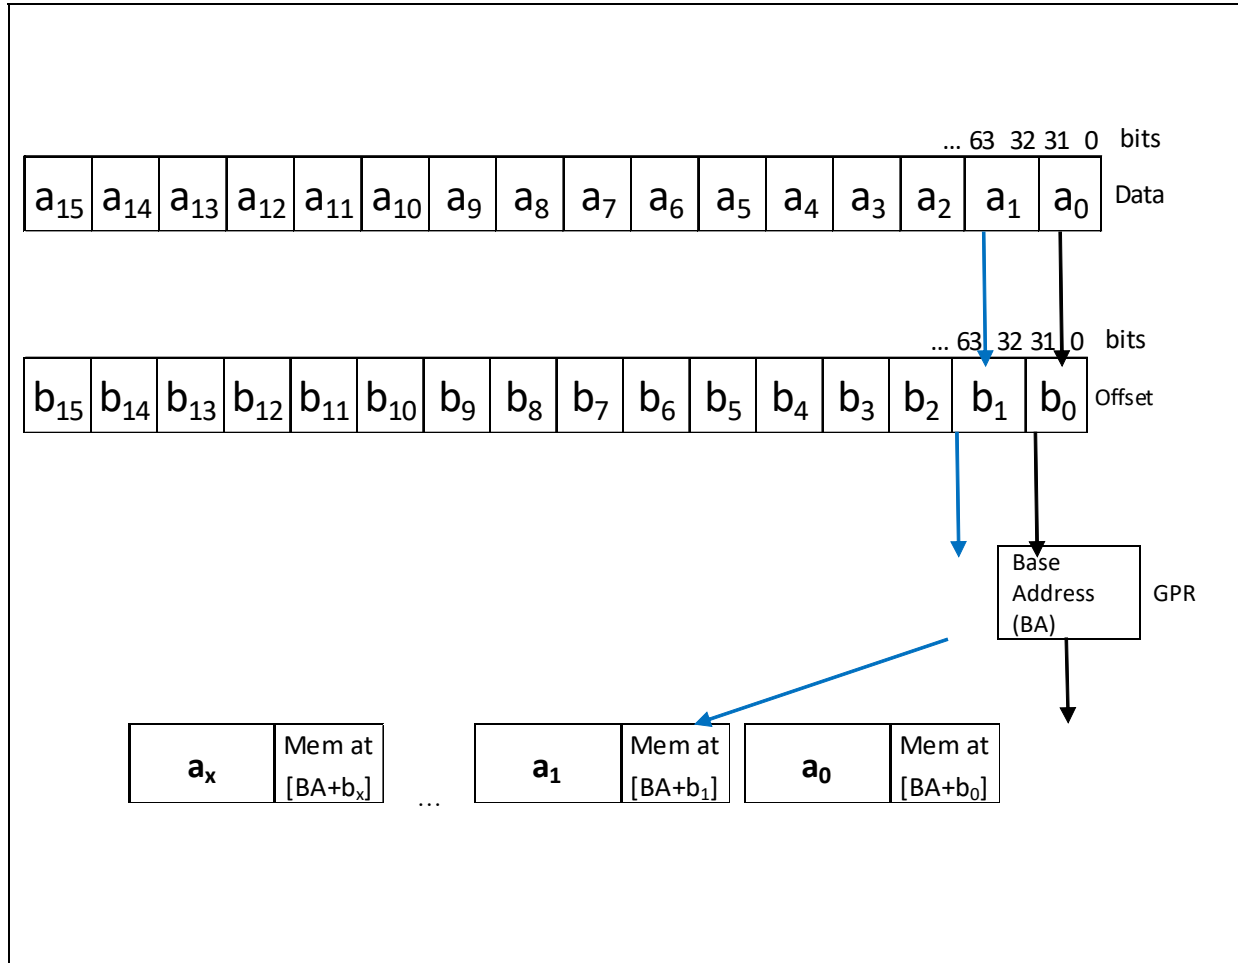 ... 63 32 31 0 bits
a15 a14 a13 a12 a11 a10 a9 a8 a7 a6 a5 a4 a3 a2 a1 a0 Data
... 63 32 31 0 bits
b15 b14 b13 b12 b11 b10 b9 b8 b7 b6 b5 b4 b3 b2 b1 b0 Offset
Base
Address
(BA)
GPR
ax
Mem at
[BA+bx]
...
a1
Mem at
[BA+b1]
a0
Mem at
[BA+b0]